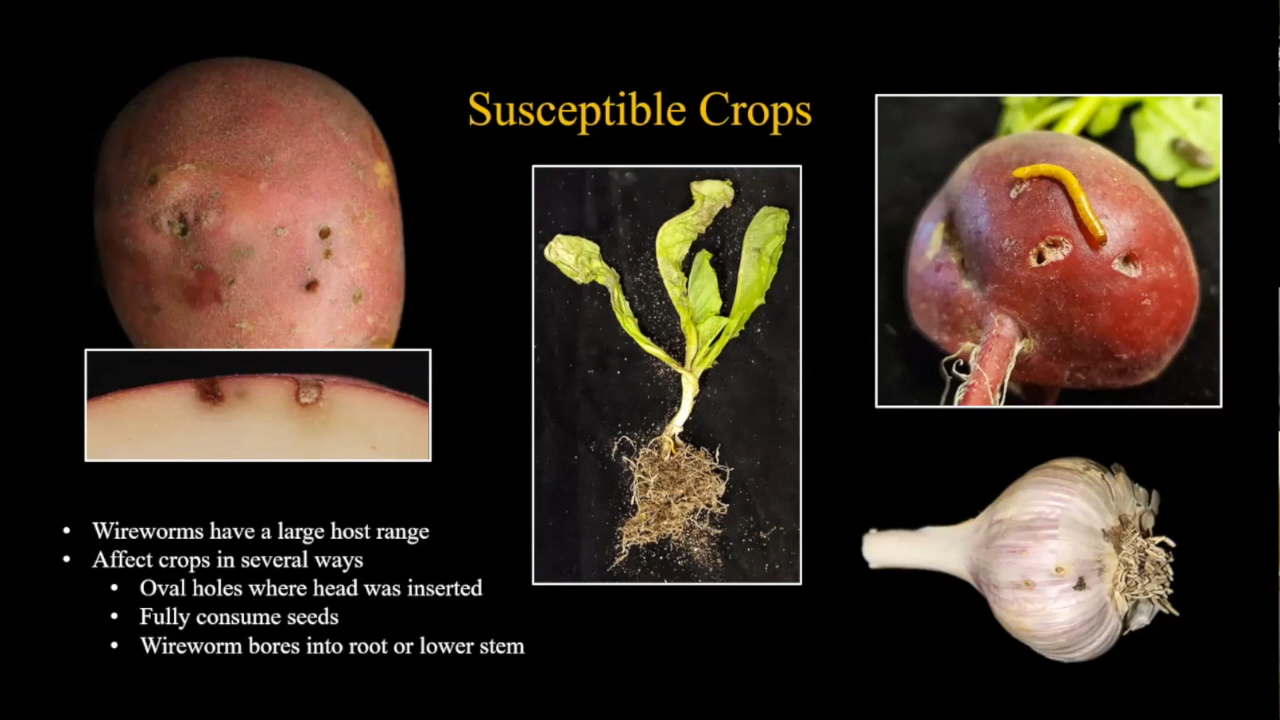 Susceptible Crops
• Wireworms have a large host range
• Affect crops in several ways
• Oval holes where head was inserted
• Fully consume seeds
• Wireworm bores into root or lower stem